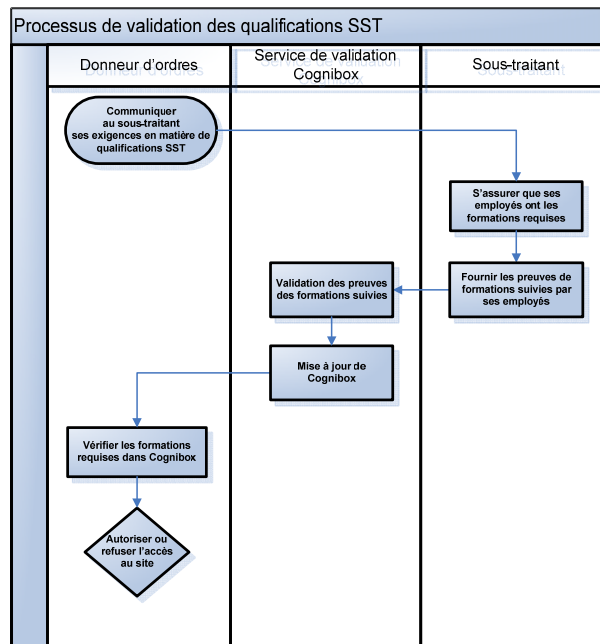 Processus de validation des qualifications SST
Donneur d'ordres
Service de validation
Cognibox
Sous-traitant
Communiquer
au sous-traitant
ses exigences en matière de
qualifications SST
S'assurer que ses
employés ont les
formations requises
Fournir les preuves de
formations suivies par
ses employés
Validation des preuves
des formations suivies
Mise à jour de
Cognibox
Vérifier les formations
requises dans Cognibox
Autoriser ou
refuser l'accès
au site